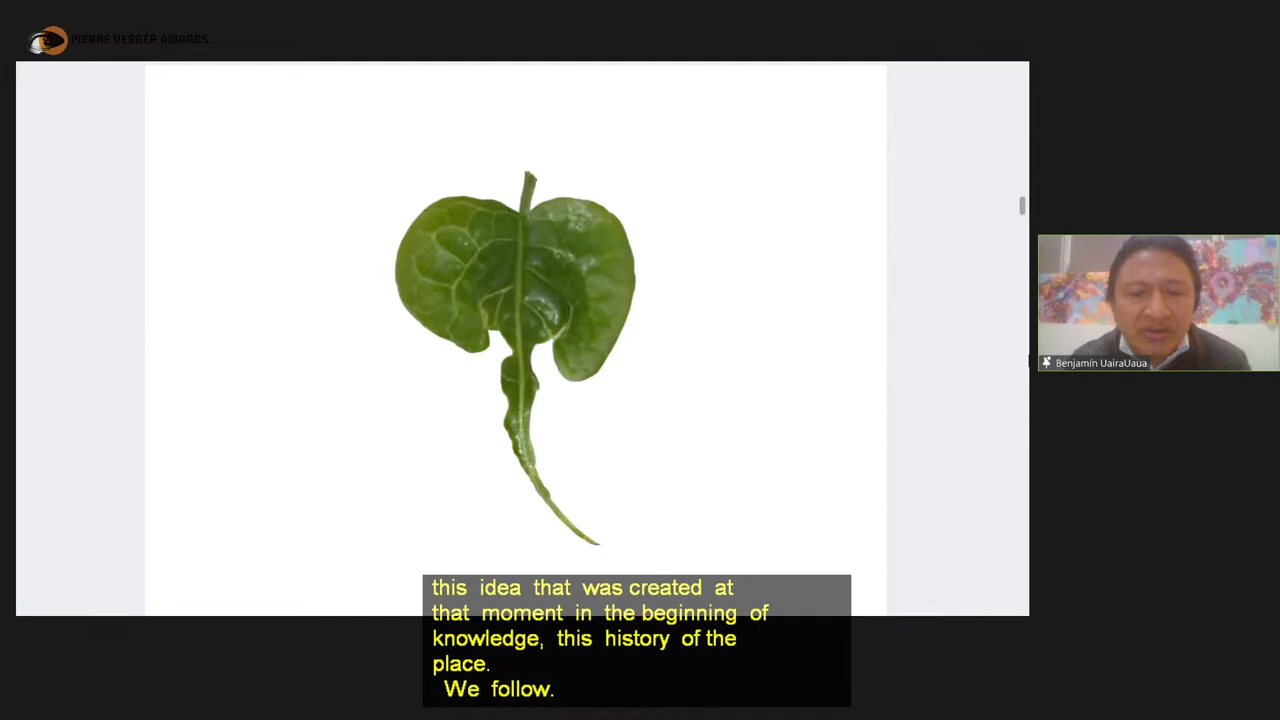 PIERRE VERGER AWARDS
Benjamín UairaUaua
this idea that was created at
that moment in the beginning of
knowledge, this history of the
place.
We follow.